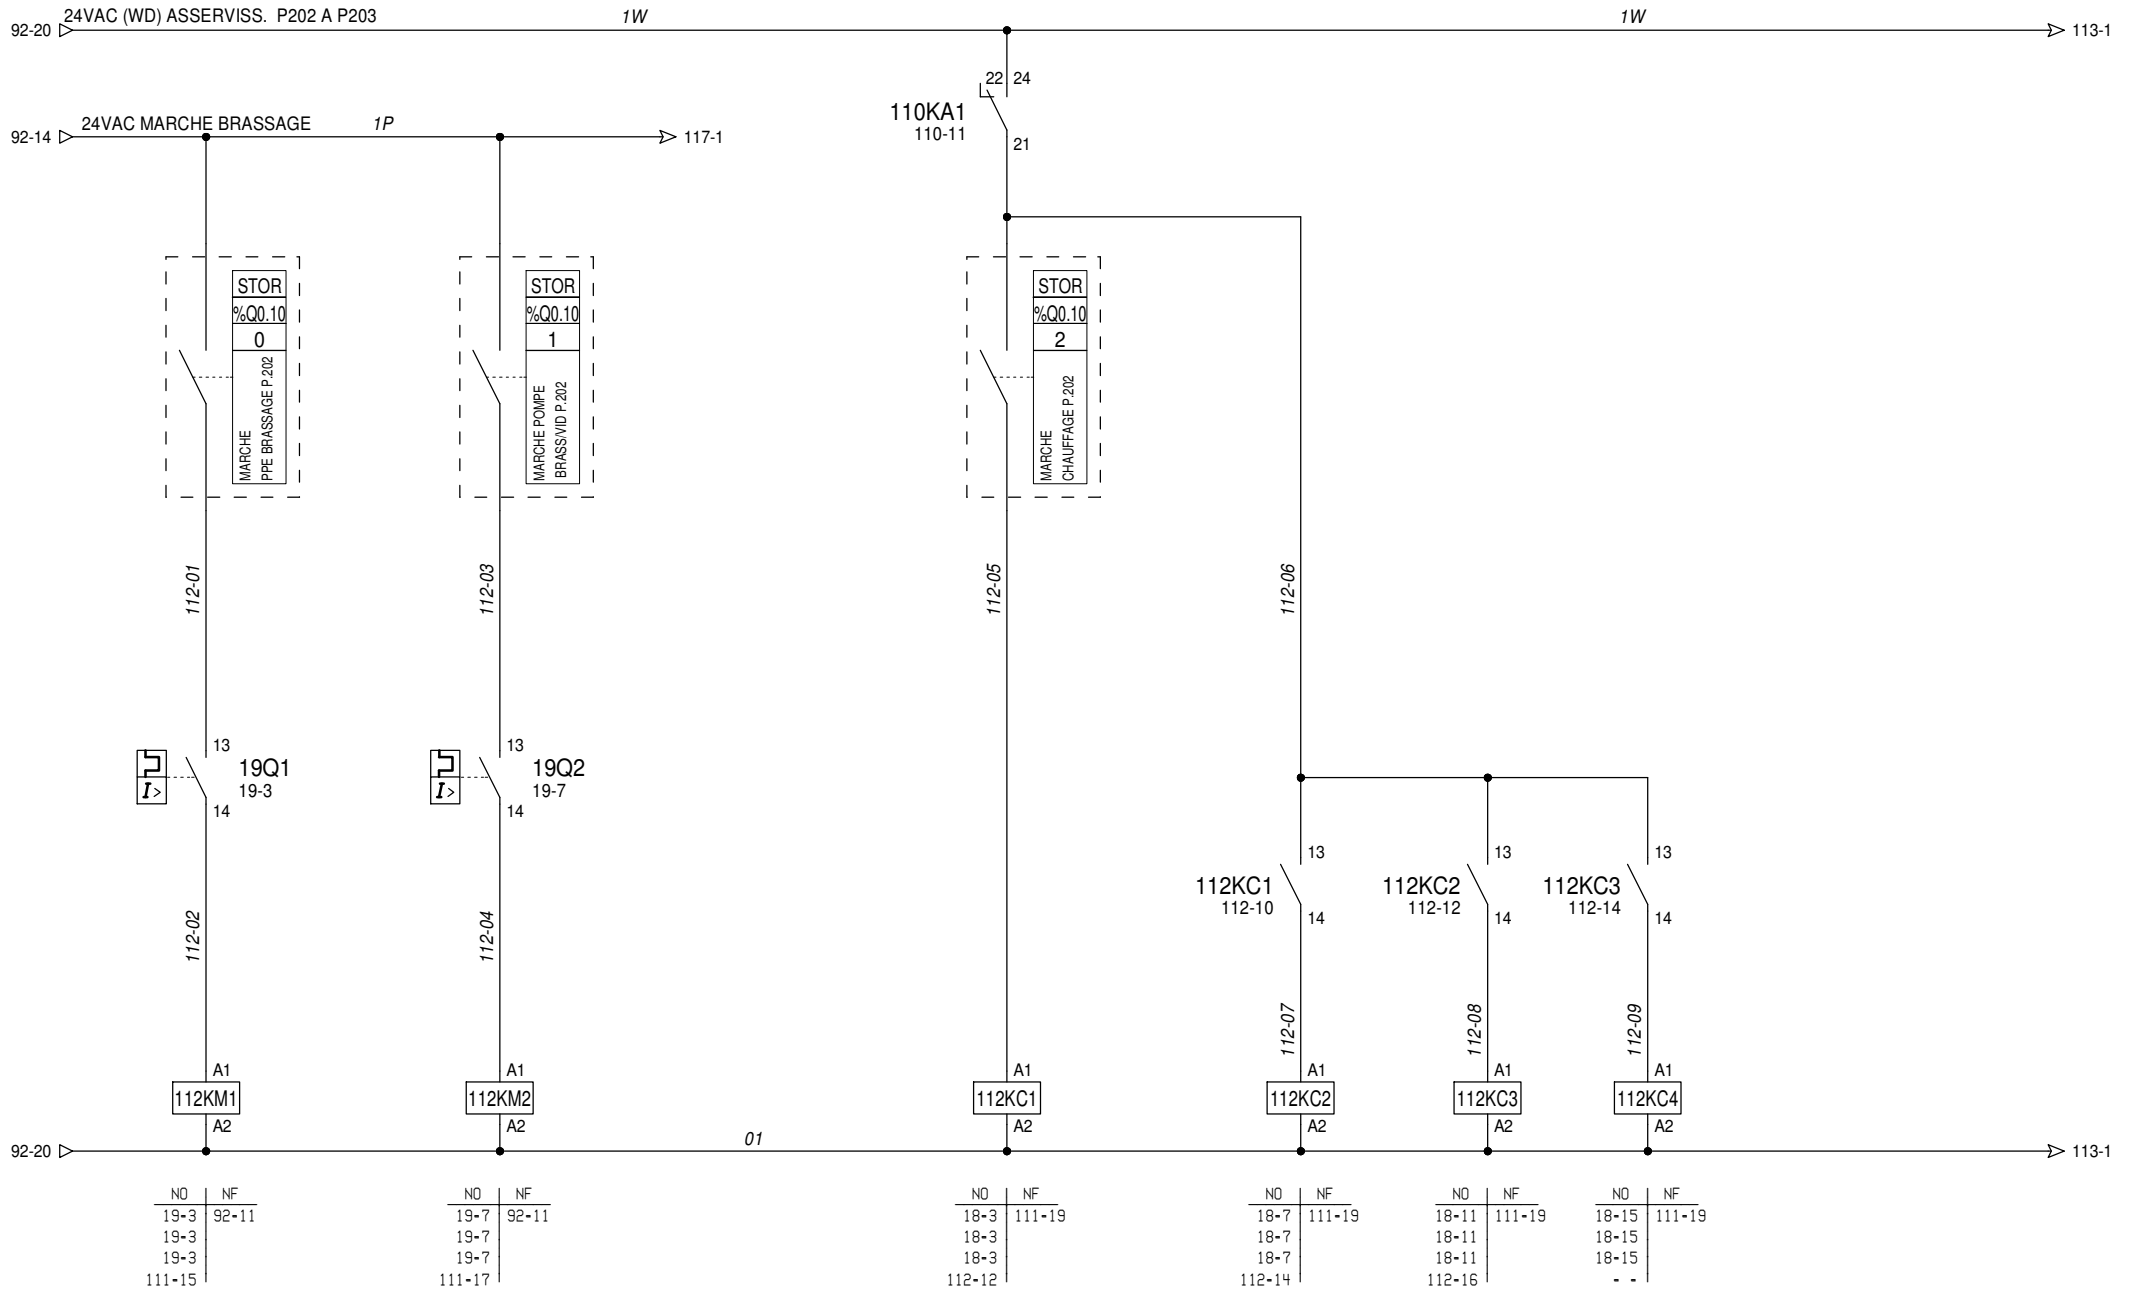 24VAC (WD) ASSERVISS. P202 A P203
1W
1W
92-20
113-1
22
24
110KA1
110-11
21
24VAC MARCHE BRASSAGE
1P
92-14
117-1
STOR
%Q0.10
0
MARCHE
PPE BRASSAGE P.202
STOR
%Q0.10
1
MARCHE POMPE
BRASS/VID P.202
STOR
%Q0.10
2
MARCHE
CHAUFFAGE P.202
112-01
112-03
112-05
112-06
13
19Q1
19-3
14
I>
13
19Q2
19-7
14
I>
13
112KC1
112-10
14
13
112KC2
112-12
14
13
112KC3
112-14
14
112-02
112-04
112-07
112-08
112-09
A1
112KM1
A2
A1
112KM2
A2
A1
112KC1
A2
A1
112KC2
A2
A1
112KC3
A2
A1
112KC4
A2
92-20
01
113-1
NO NF
19-3 92-11
19-3
19-3
111-15
NO NF
19-7 92-11
19-7
19-7
111-17
NO NF
18-3 111-19
18-3
18-3
112-12
NO NF
18-7 111-19
18-7
18-7
112-14
NO NF
18-11 111-19
18-11
18-11
112-16
NO NF
18-15 111-19
18-15
18-15
- -